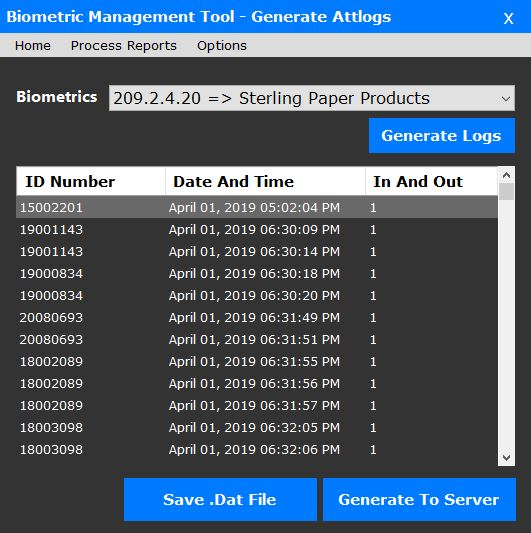 Biometric Management Tool - Generate Attlogs X
Home Process Reports Options
Biometrics 209.2.4.20 => Sterling Paper Products
Generate Logs
ID Number Date And Time In And Out
15002201 April 01, 2019 05:02:04 PM 1
19001143 April 01, 2019 06:30:09 PM 1
19001143 April 01, 2019 06:30:14 PM 1
19000834 April 01, 2019 06:30:18 PM 1
19000834 April 01, 2019 06:30:20 PM 1
20080693 April 01, 2019 06:31:49 PM 1
20080693 April 01, 2019 06:31:51 PM 1
18002089 April 01, 2019 06:31:55 PM 1
18002089 April 01, 2019 06:31:56 PM 1
18002089 April 01, 2019 06:31:57 PM 1
18003098 April 01, 2019 06:32:05 PM 1
18003098 April 01, 2019 06:32:06 PM 1
Save .Dat File Generate To Server